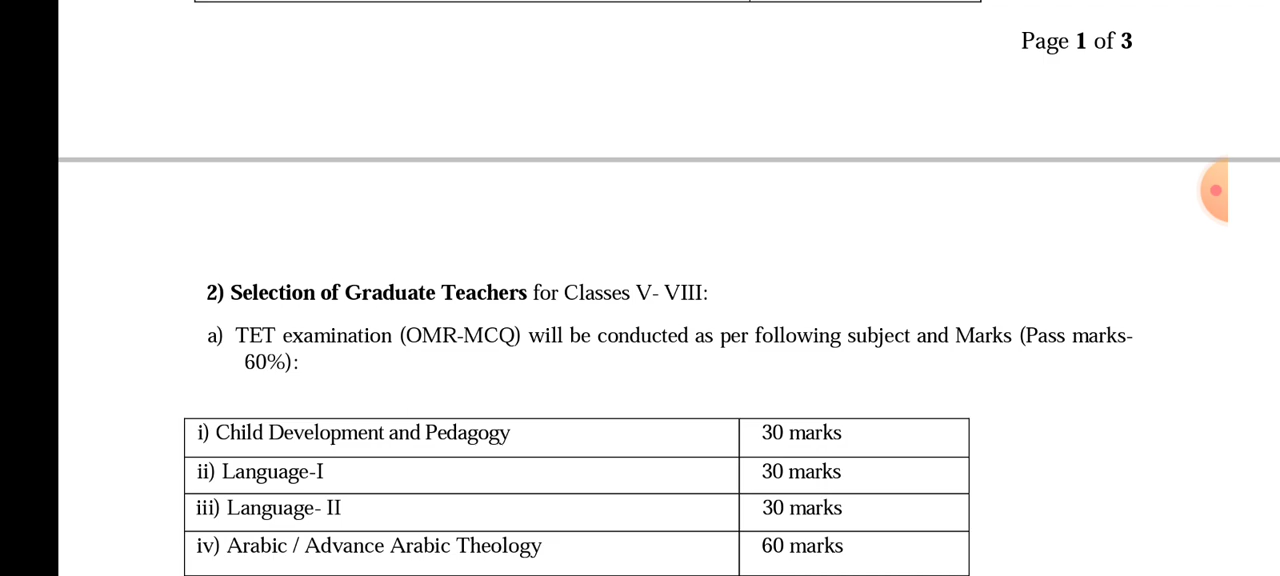 Page 1 of 3
2) Selection of Graduate Teachers for Classes V- VIII:
a) TET examination (OMR-MCQ) will be conducted as per following subject and Marks (Pass marks-
60%):
i) Child Development and Pedagogy 30 marks
ii) Language-I 30 marks
iii) Language- II 30 marks
iv) Arabic / Advance Arabic Theology 60 marks